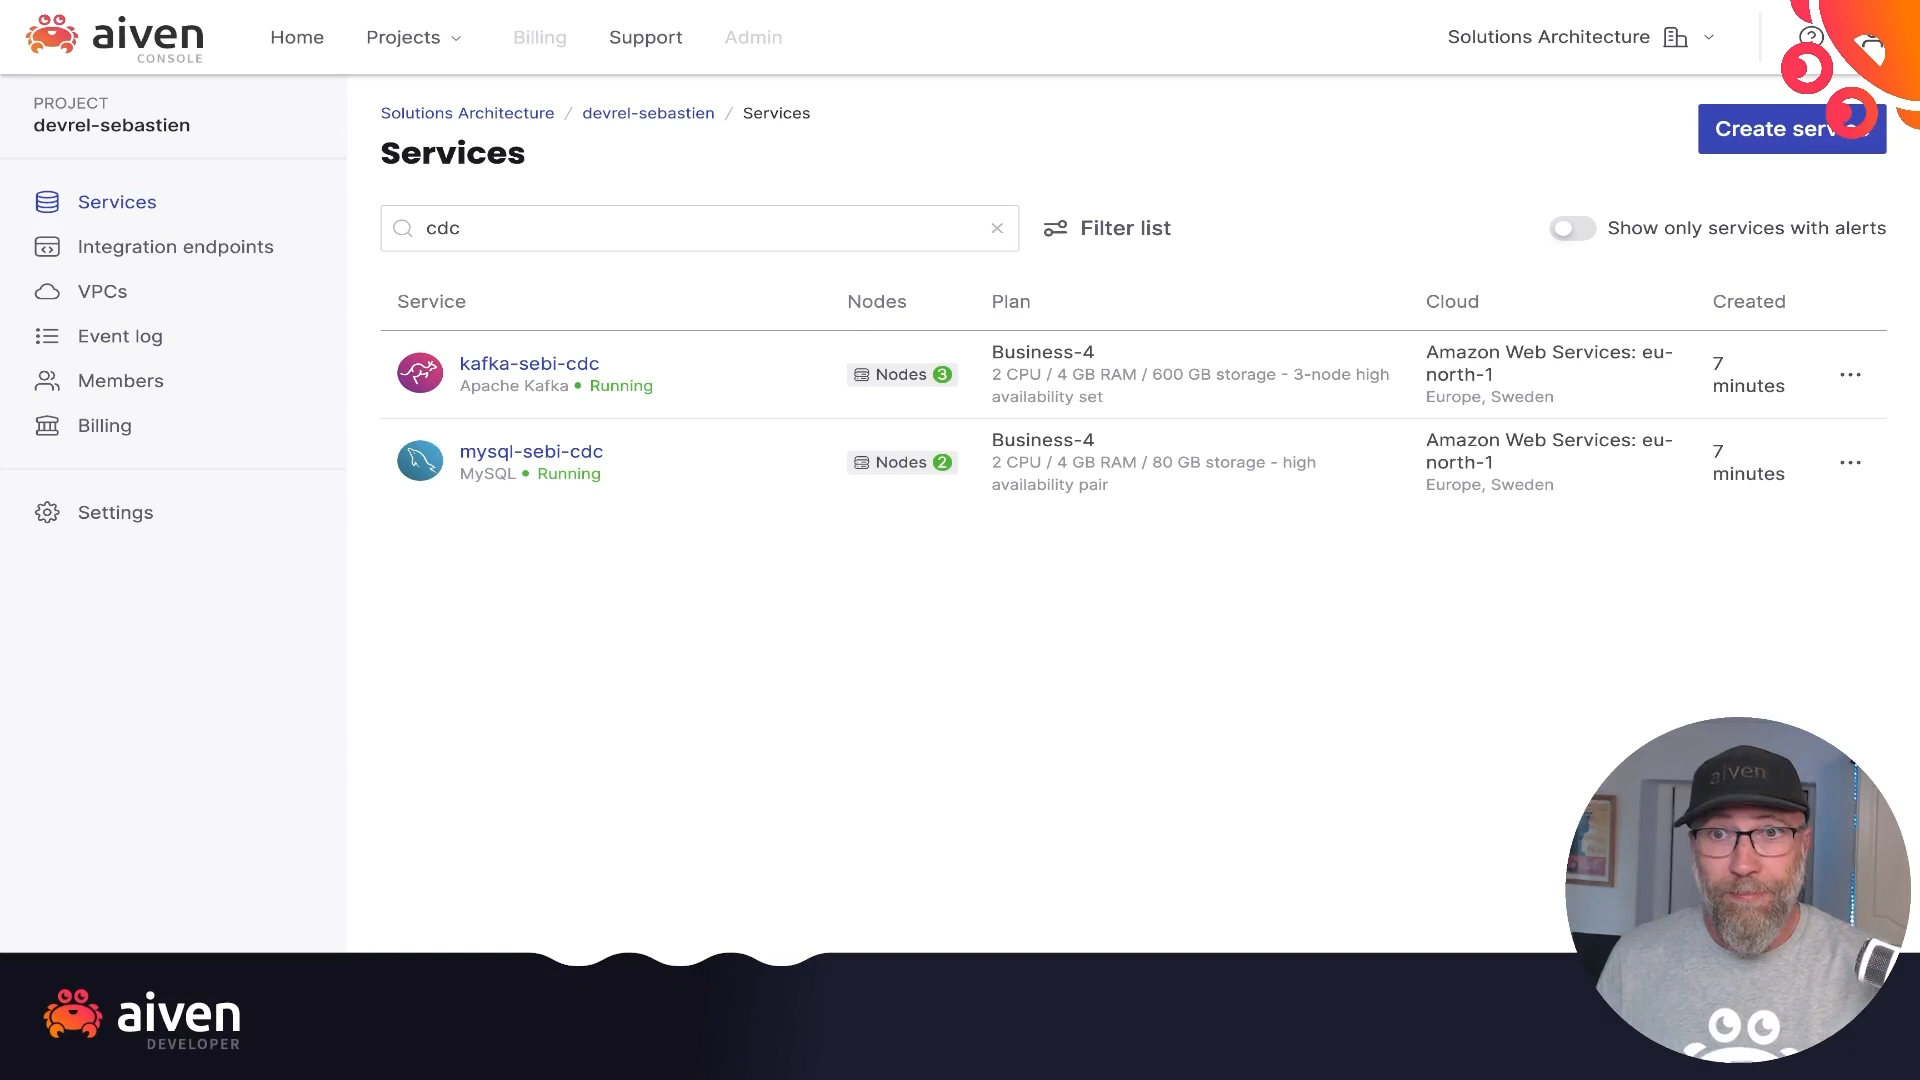 aiven
CONSOLE
Home
Projects
Billing
Support
Admin
Solutions Architecture
PROJECT
devrel-sebastien
Services
Integration endpoints
VPCs
Event log
Members
Billing
Settings
Solutions Architecture / devrel-sebastien / Services
Services
Create serv
cdc
Filter list
Show only services with alerts
Service
Nodes
Plan
Cloud
Created
kafka-sebi-cdc
Apache Kafka • Running
Nodes 3
Business-4
2 CPU / 4 GB RAM / 600 GB storage - 3-node high
availability set
Amazon Web Services: eu-
north-1
Europe, Sweden
7
minutes
mysql-sebi-cdc
MySQL • Running
Nodes 2
Business-4
2 CPU / 4 GB RAM / 80 GB storage - high
availability pair
Amazon Web Services: eu-
north-1
Europe, Sweden
7
minutes
aiven
aiven
DEVELOPER